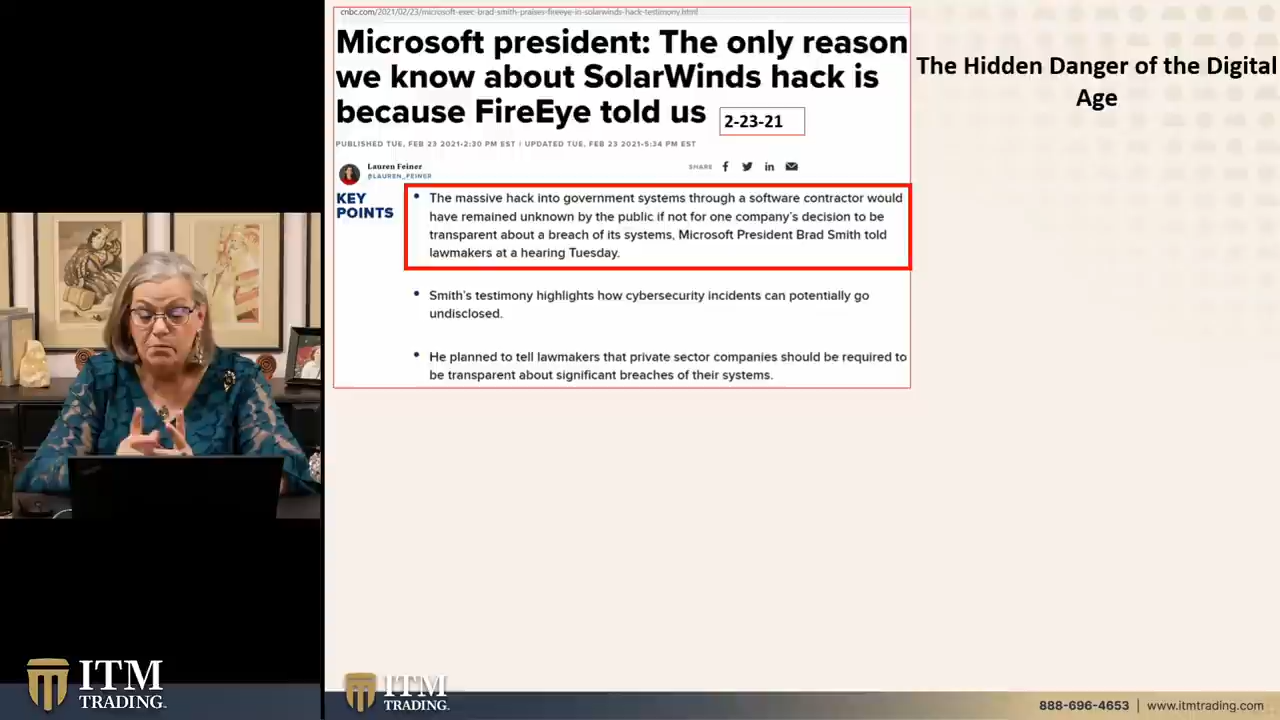 cnbc.com/2021/02/23/microsoft-exec-brad-smith-praises-fireeye-in-solarwinds-hack-testimony.html
Microsoft president: The only reason
we know about SolarWinds hack is
because FireEye told us
2-23-21
The Hidden Danger of the Digital
Age
PUBLISHED TUE, FEB 23 2021•2:30 PM EST | UPDATED TUE, FEB 23 2021•5:34 PM EST
Lauren Feiner
@LAUREN_FEINER
SHARE
KEY
POINTS
• The massive hack into government systems through a software contractor would
have remained unknown by the public if not for one company's decision to be
transparent about a breach of its systems, Microsoft President Brad Smith told
lawmakers at a hearing Tuesday.
• Smith's testimony highlights how cybersecurity incidents can potentially go
undisclosed.
• He planned to tell lawmakers that private sector companies should be required to
be transparent about significant breaches of their systems.
ITM
TRADING.
ITM
TRADING.
888-696-4653 | www.itmtrading.com